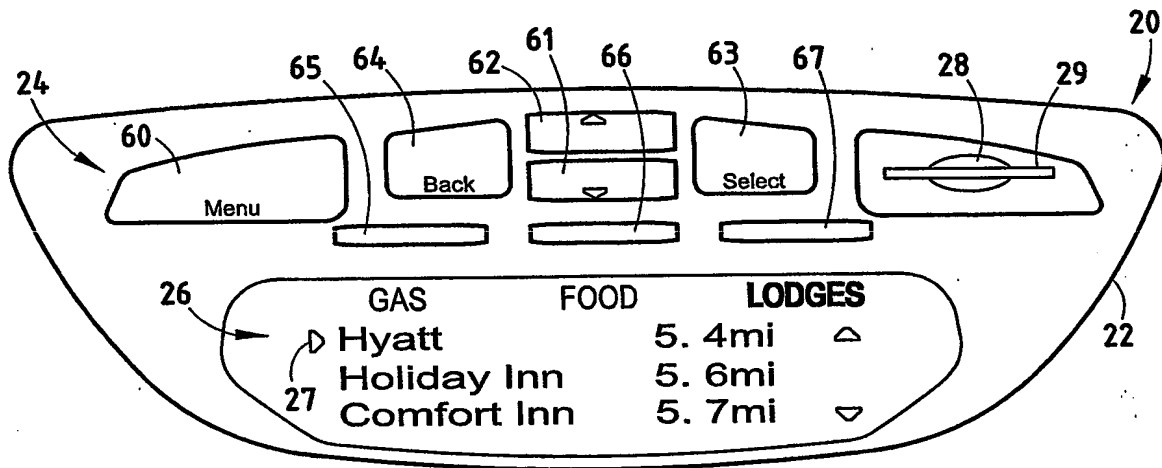 20
61
66
63
67
28
29
62
64
65
24
60
Back
Select
Menu
GAS FOOD LODGES
26
Hyatt 5. 4mi
22
Holiday Inn 5. 6mi
27
Comfort Inn 5. 7mi